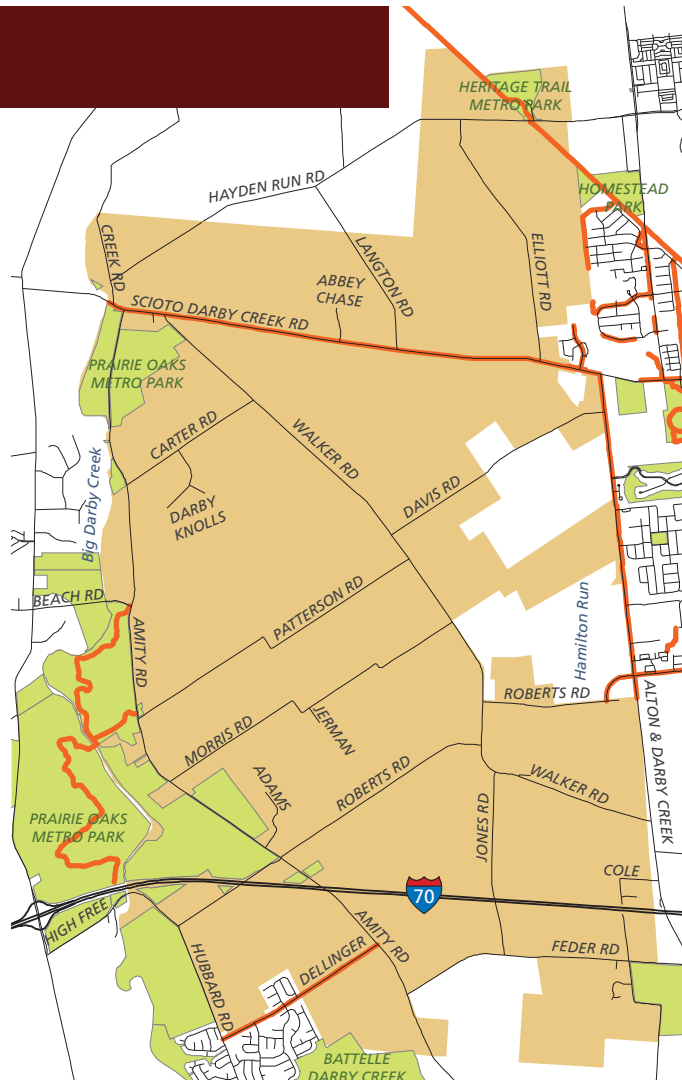 HERITAGE TRAIL
METRO PARK
HAYDEN RUN RD
HOMESTEAD
PARK
CREEK RD
LANGTON RD
ELLIOTT RD
ABBEY
CHASE
SCIOTO DARBY CREEK RD
PRAIRIE OAKS
METRO PARK
CARTER RD
WALKER RD
Big Darby Creek
DAVIS RD
DARBY
KNOLLS
BEACH RD
PATTERSON RD
Hamilton Run
AMITY RD
ROBERTS RD
MORRIS RD
JERMAN
ALTON & DARBY CREEK
ADAMS
ROBERTS RD
WALKER RD
PRAIRIE OAKS
METRO PARK
JONES RD
COLE
70
HIGH FREE
AMITY RD
FEDER RD
HUBBARD RD
DELLINGER
BATTELLE
DARBY CREEK